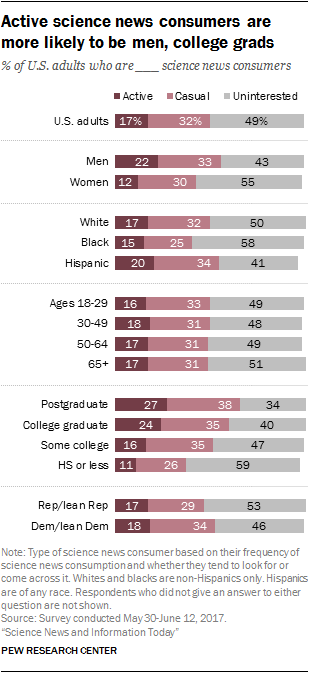 Active science news consumers are
more likely to be men, college grads
% of U.S. adults who are ___ science news consumers
Active Casual Uninterested
U.S. adults 17% 32% 49%
Men 22 33 43
Women 12 30 55
White 17 32 50
Black 15 25 58
Hispanic 20 34 41
Ages 18-29 16 33 49
30-49 18 31 48
50-64 17 31 49
65+ 17 31 51
Postgraduate 27 38 34
College graduate 24 35 40
Some college 16 35 47
HS or less 11 26 59
Rep/lean Rep 17 29 53
Dem/lean Dem 18 34 46
Note: Type of science news consumer based on their frequency of
science news consumption and whether they tend to look for or
come across it. Whites and blacks are non-Hispanics only. Hispanics
are of any race. Respondents who did not give an answer to either
question are not shown.
Source: Survey conducted May 30-June 12, 2017.
“Science News and Information Today”
PEW RESEARCH CENTER